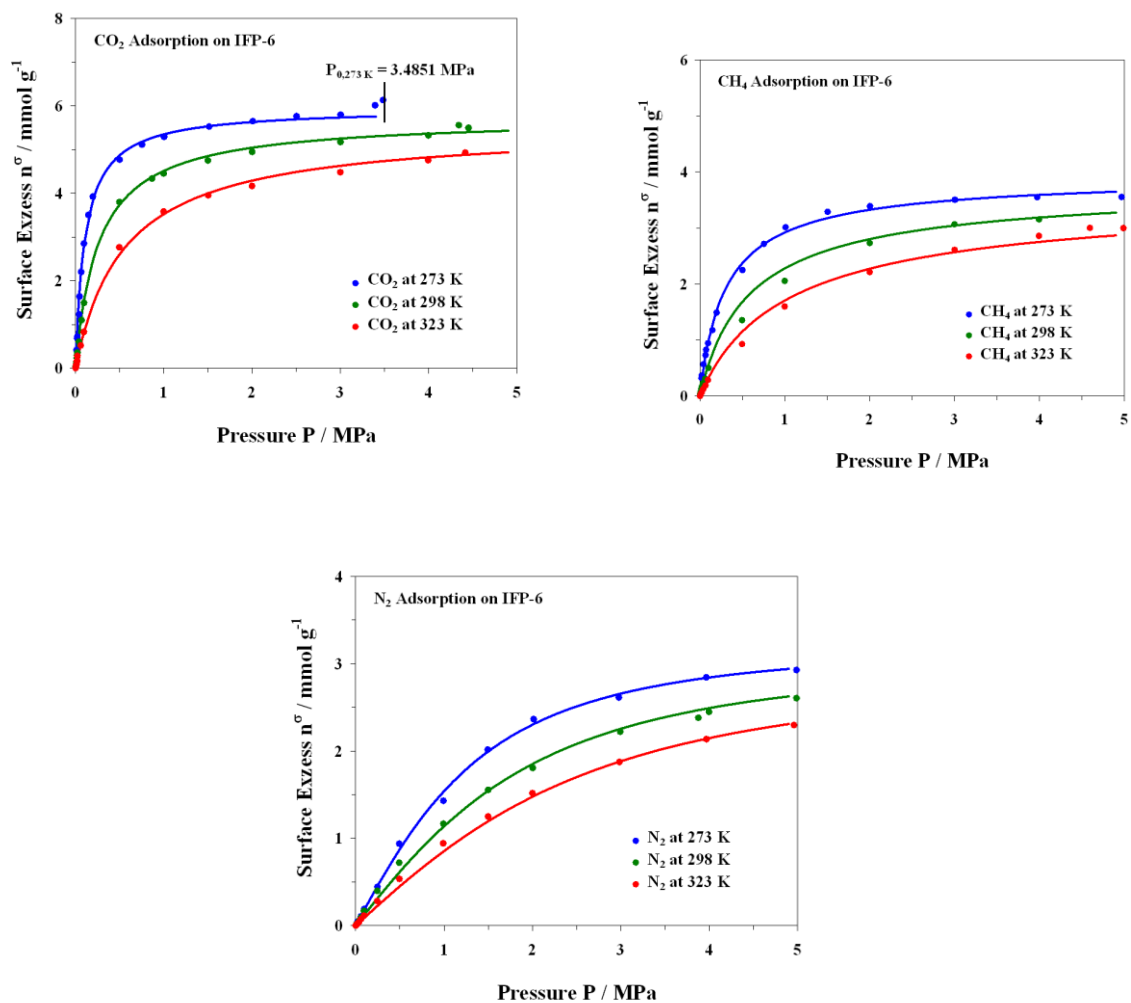 CO₂ Adsorption on IFP-6
P₀,₂₇₃ K = 3.4851 MPa
Surface Exzess nσ / mmol g⁻¹
8
6
4
2
0
CO₂ at 273 K
CO₂ at 298 K
CO₂ at 323 K
0 1 2 3 4 5
Pressure P / MPa
CH₄ Adsorption on IFP-6
Surface Exzess nσ / mmol g⁻¹
6
4
2
0
CH₄ at 273 K
CH₄ at 298 K
CH₄ at 323 K
0 1 2 3 4 5
Pressure P / MPa
N₂ Adsorption on IFP-6
Surface Exzess nσ / mmol g⁻¹
4
3
2
1
0
N₂ at 273 K
N₂ at 298 K
N₂ at 323 K
0 1 2 3 4 5
Pressure P / MPa